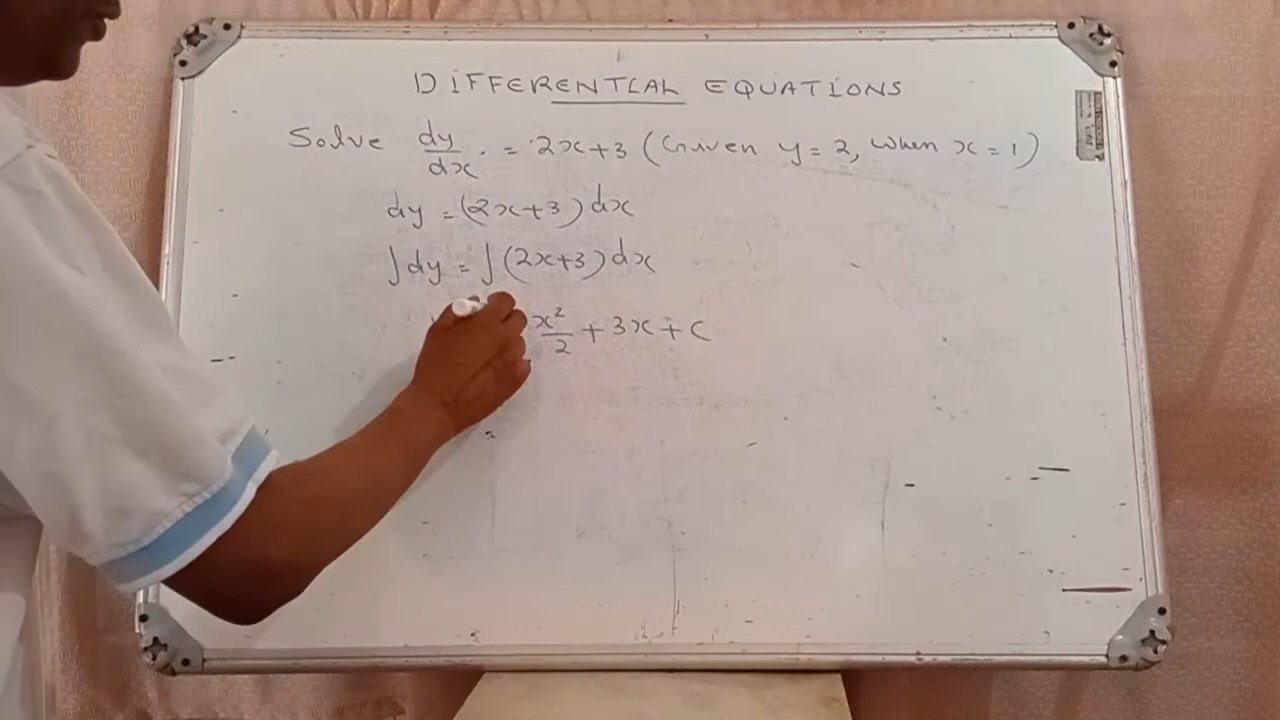 DIFFERENTIAL EQUATIONS
Solve dy/dx = 2x+3 (Given y=2, when x=1)
dy = (2x+3)dx
∫dy = ∫(2x+3)dx
x²/2 + 3x + c